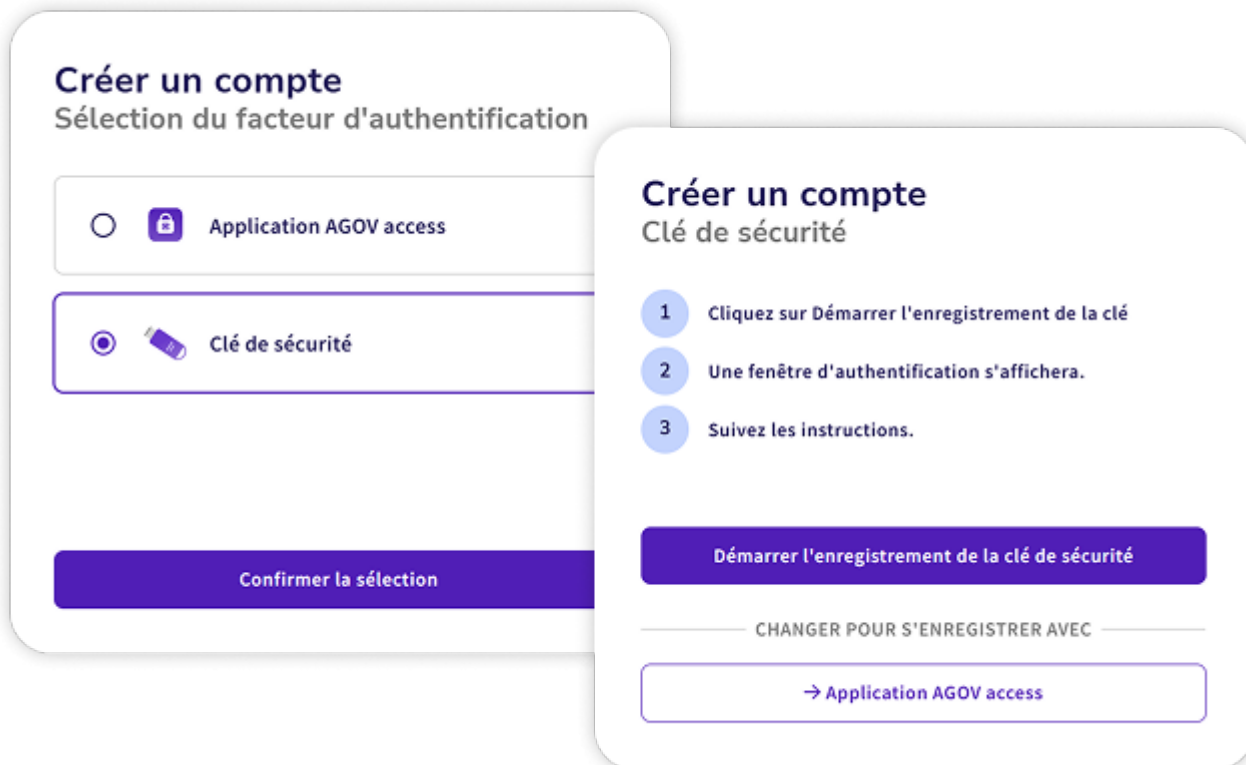 Créer un compte
Sélection du facteur d'authentification
Application AGOV access
Clé de sécurité
Confirmer la sélection
Créer un compte
Clé de sécurité
1 Cliquez sur Démarrer l'enregistrement de la clé
2 Une fenêtre d'authentification s'affichera.
3 Suivez les instructions.
Démarrer l'enregistrement de la clé de sécurité
CHANGER POUR S'ENREGISTRER AVEC
→ Application AGOV access